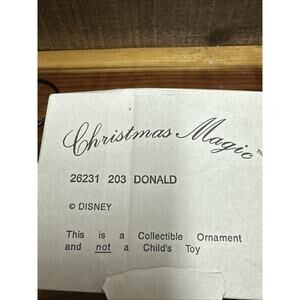 Christmas Magic™
26231 203 DONALD
© DISNEY
This is a Collectible Ornament
and not a Child's Toy